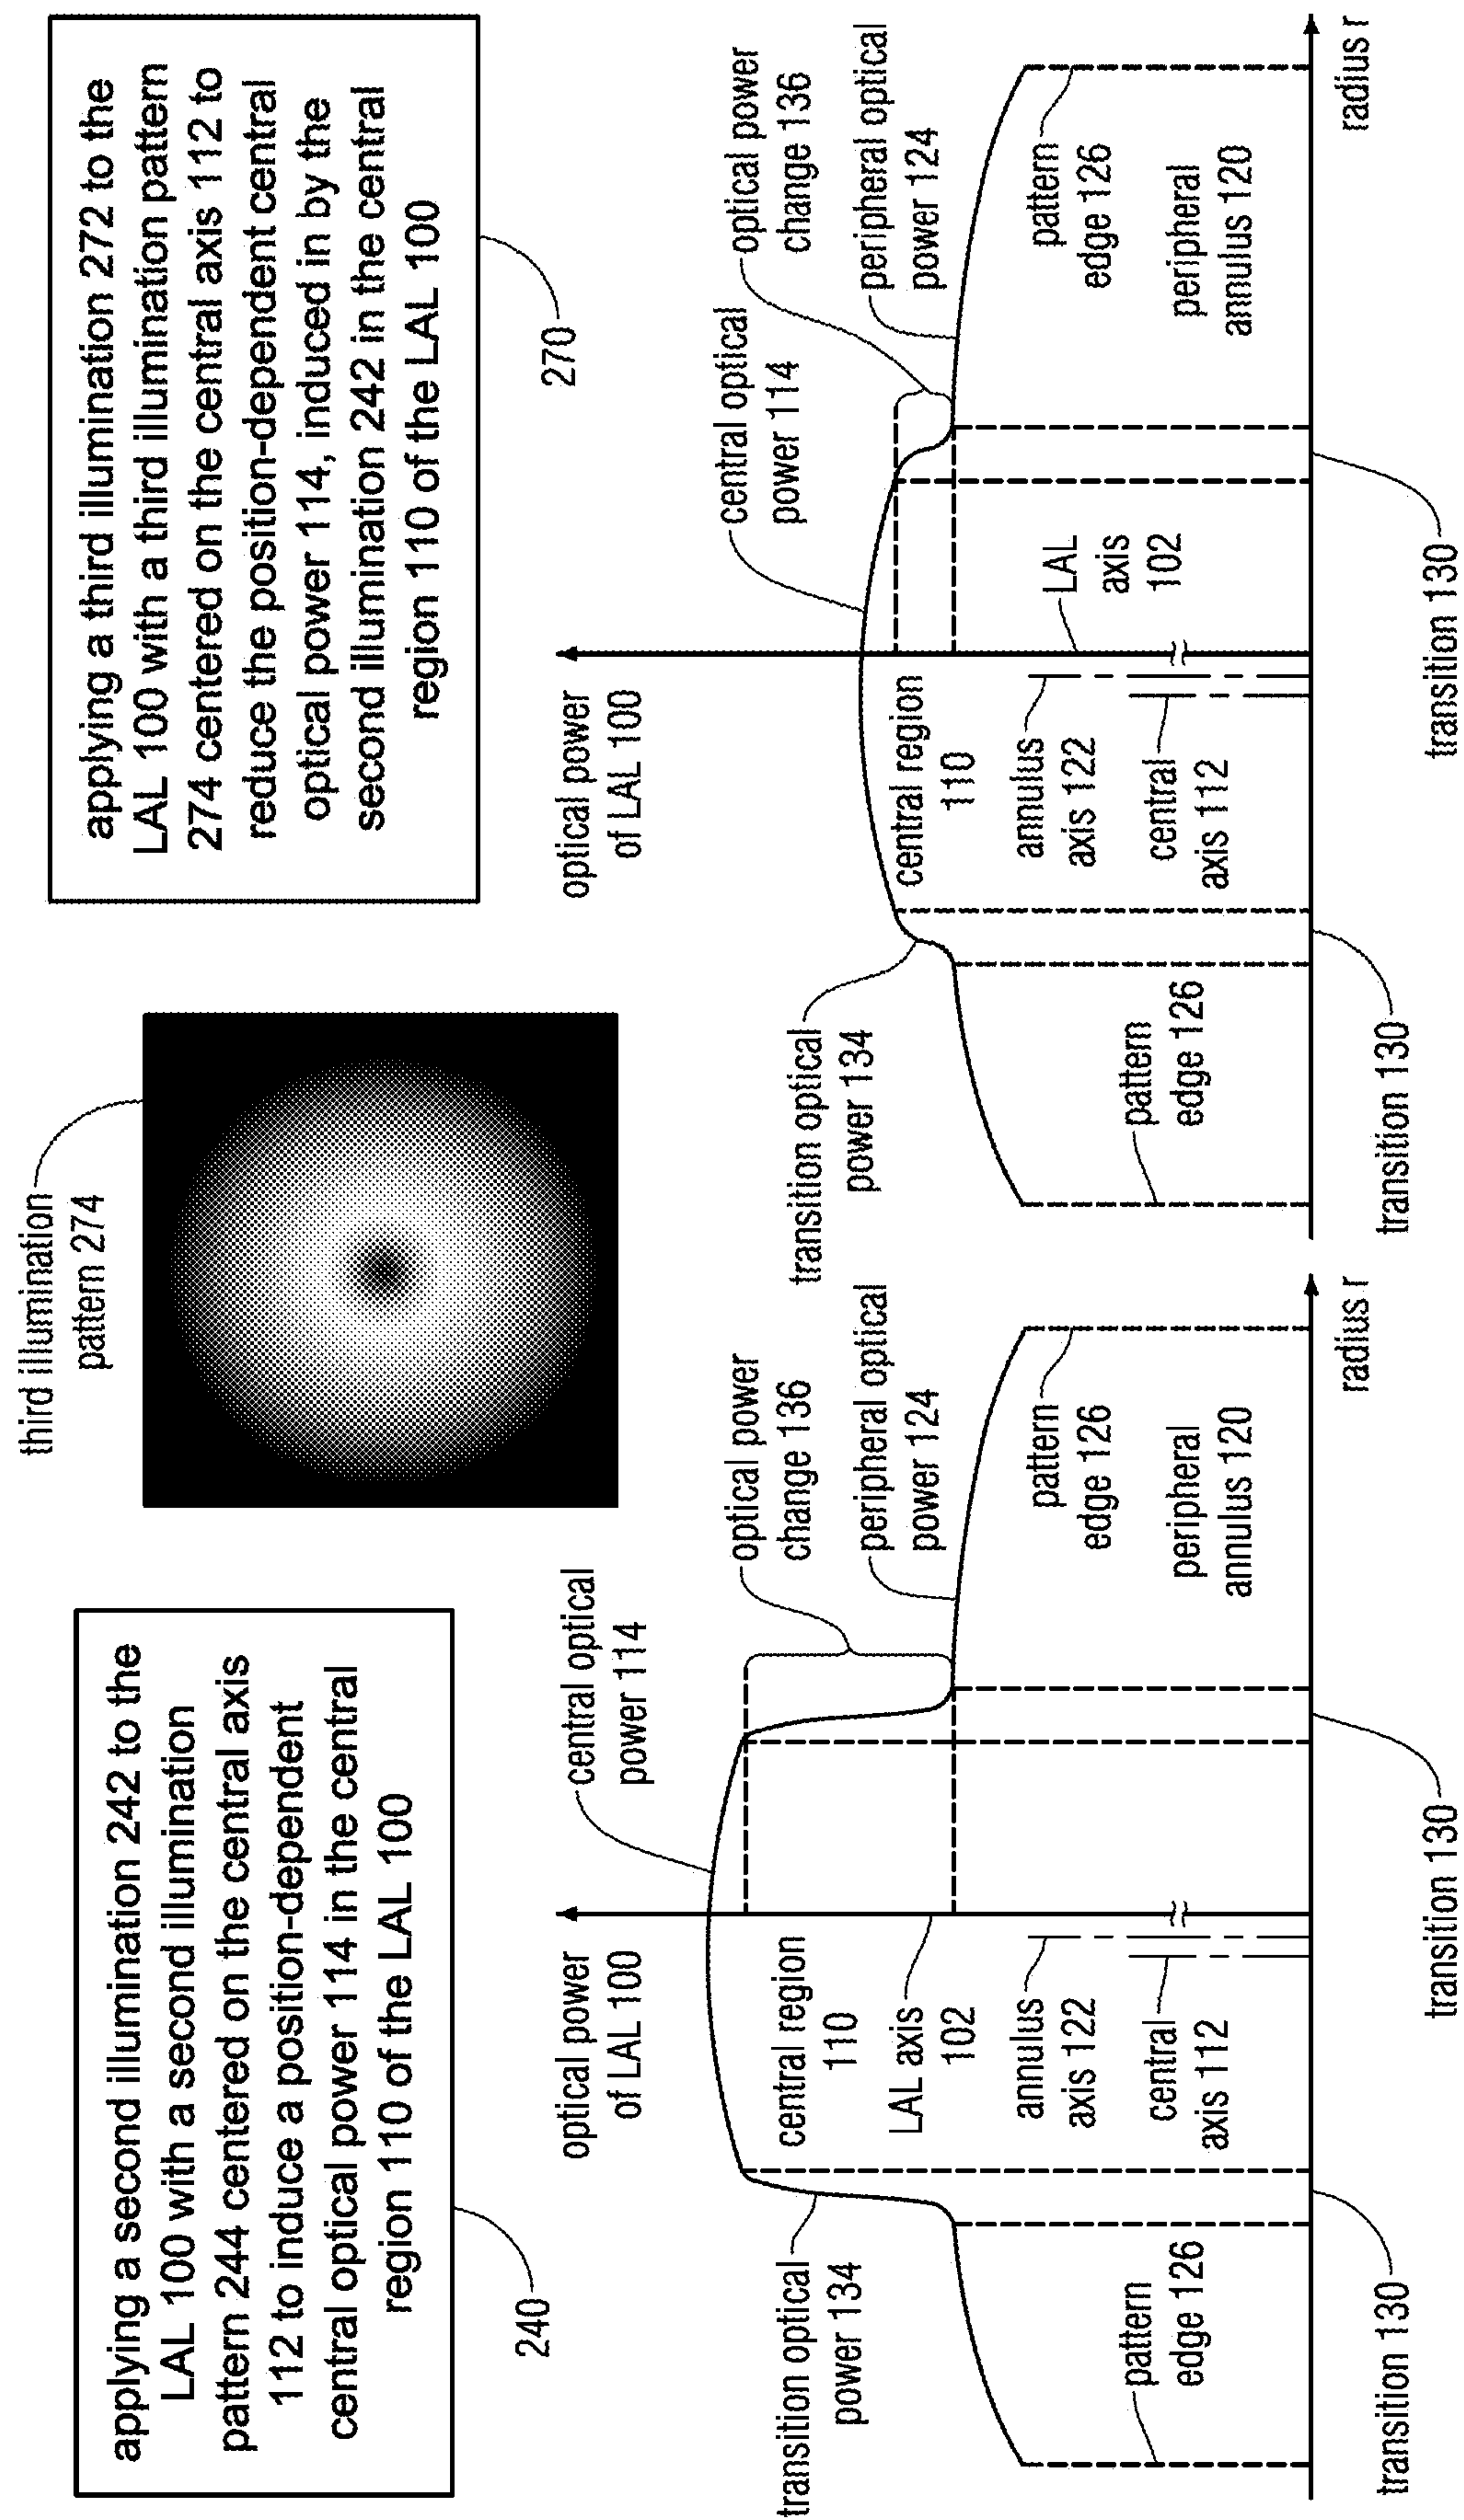 applying a second illumination 242 to the
LAL 100 with a second illumination
pattern 244 centered on the central axis
112 to induce a position-dependent
central optical power 114 in the central
region 110 of the LAL 100
240
third illumination
pattern 274
applying a third illumination 272 to the
LAL 100 with a third illumination pattern
274 centered on the central axis 112 to
reduce the position-dependent central
optical power 114, induced in by the
second illumination 242 in the central
region 110 of the LAL 100
270
optical power
of LAL 100
central optical
power 114
optical power
change 136
peripheral optical
power 124
transition optical
power 134
central region
110
LAL axis
102
annulus
axis 122
central
axis 112
pattern
edge 126
pattern
edge 126
peripheral
annulus 120
radius r
transition 130
transition 130
optical power
of LAL 100
central optical
power 114
optical power
change 136
peripheral optical
power 124
transition optical
power 134
central region
110
LAL
axis
102
annulus
axis 122
central
axis 112
pattern
edge 126
pattern
edge 126
peripheral
annulus 120
radius r
transition 130
transition 130